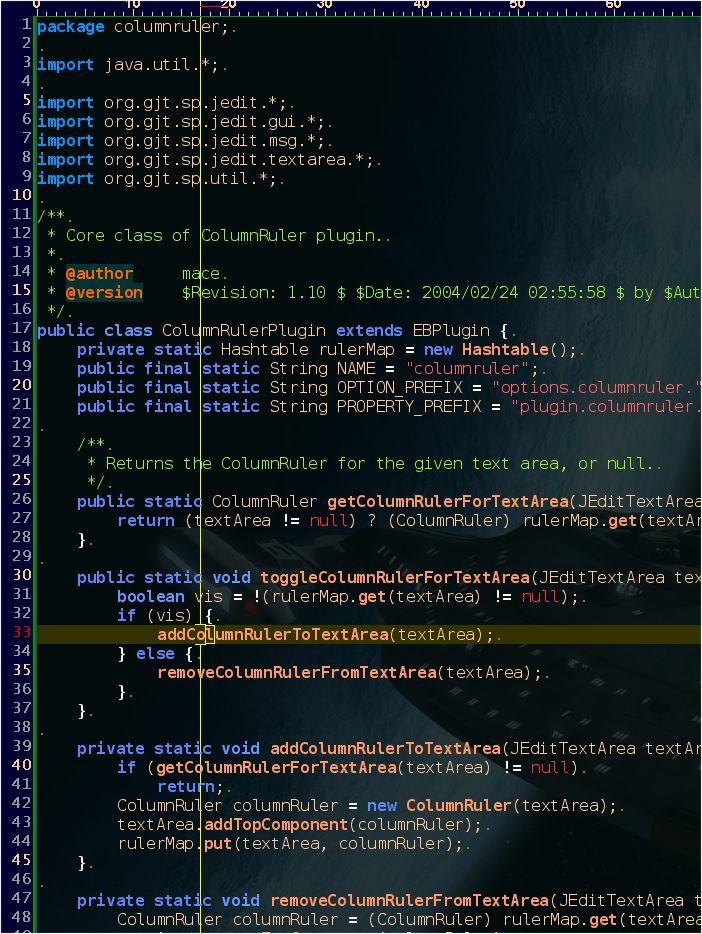 0 10 20 30 40 50 60
1 package columnruler;.
2 .
3 import java.util.*;.
4 .
5 import org.gjt.sp.jedit.*;.
6 import org.gjt.sp.jedit.gui.*;.
7 import org.gjt.sp.jedit.msg.*;.
8 import org.gjt.sp.jedit.textarea.*;.
9 import org.gjt.sp.util.*;.
10 .
11 /**.
12  * Core class of ColumnRuler plugin..
13  *.
14  * @author     mace.
15  * @version    $Revision: 1.10 $ $Date: 2004/02/24 02:55:58 $ by $Aut
16  */.
17 public class ColumnRulerPlugin extends EBPlugin {.
18     private static Hashtable rulerMap = new Hashtable();.
19     public final static String NAME = "columnruler";.
20     public final static String OPTION_PREFIX = "options.columnruler."
21     public final static String PROPERTY_PREFIX = "plugin.columnruler.
22 .
23     /**.
24      * Returns the ColumnRuler for the given text area, or null..
25      */.
26     public static ColumnRuler getColumnRulerForTextArea(JEditTextArea
27         return (textArea != null) ? (ColumnRuler) rulerMap.get(textAr
28     }.
29 .
30     public static void toggleColumnRulerForTextArea(JEditTextArea tex
31         boolean vis = !(rulerMap.get(textArea) != null);.
32         if (vis) {.
33             addColumnRulerToTextArea(textArea);.
34         } else {.
35             removeColumnRulerFromTextArea(textArea);.
36         }.
37     }.
38 .
39     private static void addColumnRulerToTextArea(JEditTextArea textAr
40         if (getColumnRulerForTextArea(textArea) != null).
41             return;.
42         ColumnRuler columnRuler = new ColumnRuler(textArea);.
43         textArea.addTopComponent(columnRuler);.
44         rulerMap.put(textArea, columnRuler);.
45     }.
46 .
47     private static void removeColumnRulerFromTextArea(JEditTextArea t
48         ColumnRuler columnRuler = (ColumnRuler) rulerMap.get(textArea